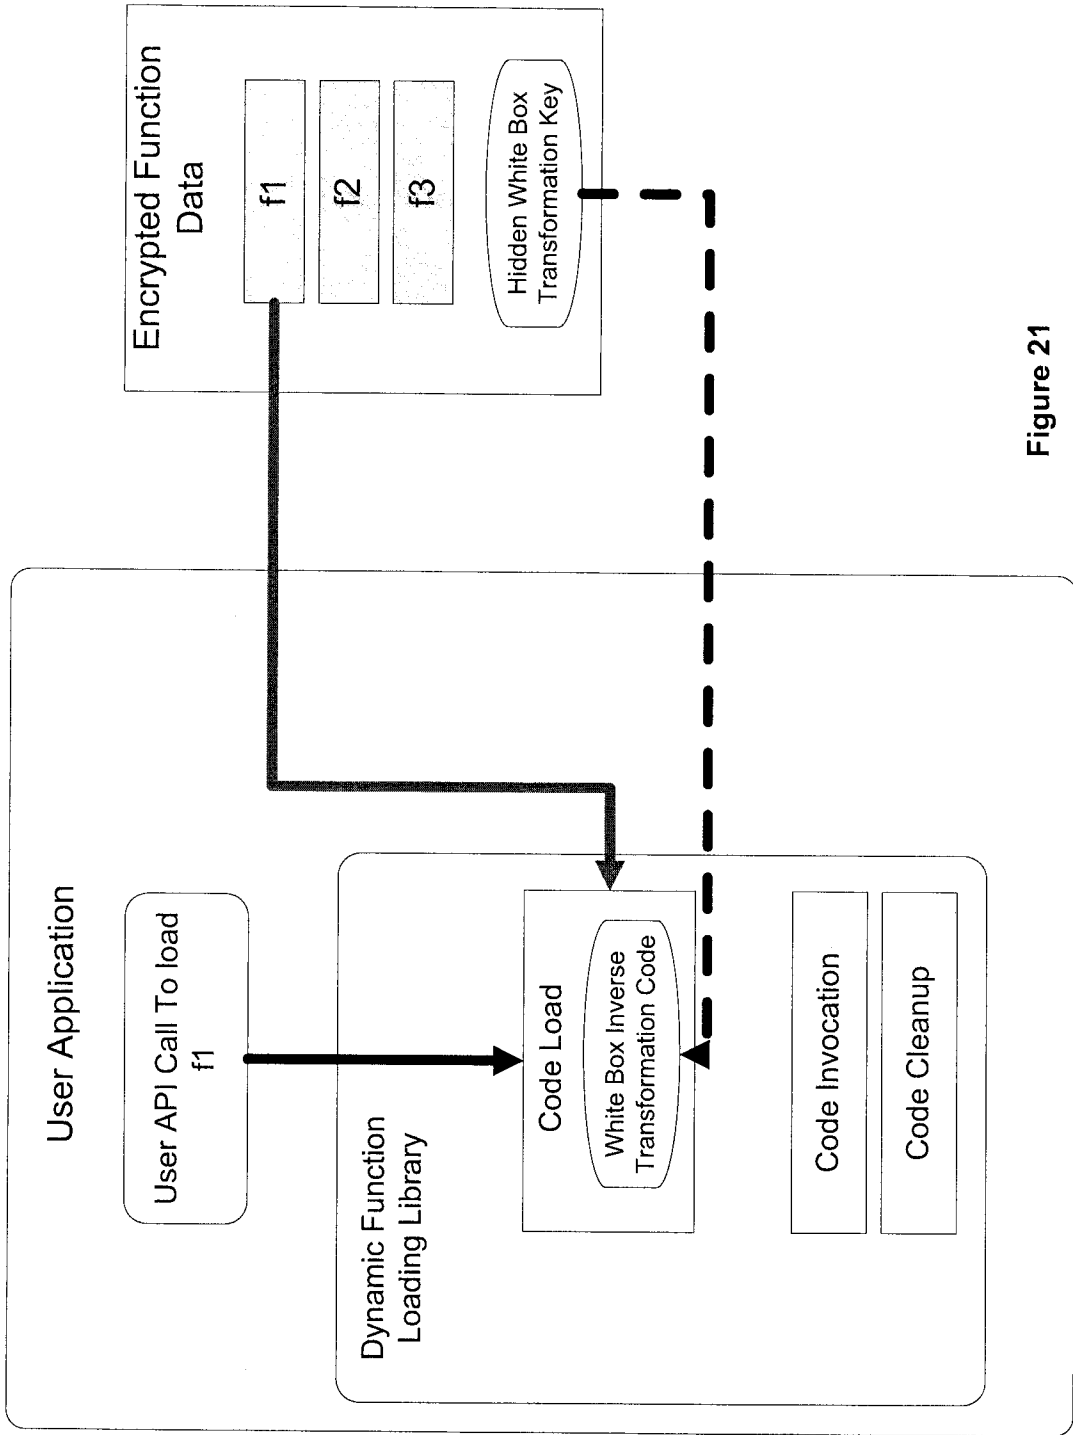 User Application
User API Call To load
f1
Dynamic Function
Loading Library
Code Load
White Box Inverse
Transformation Code
Code Invocation
Code Cleanup
Encrypted Function
Data
f1
f2
f3
Hidden White Box
Transformation Key
Figure 21